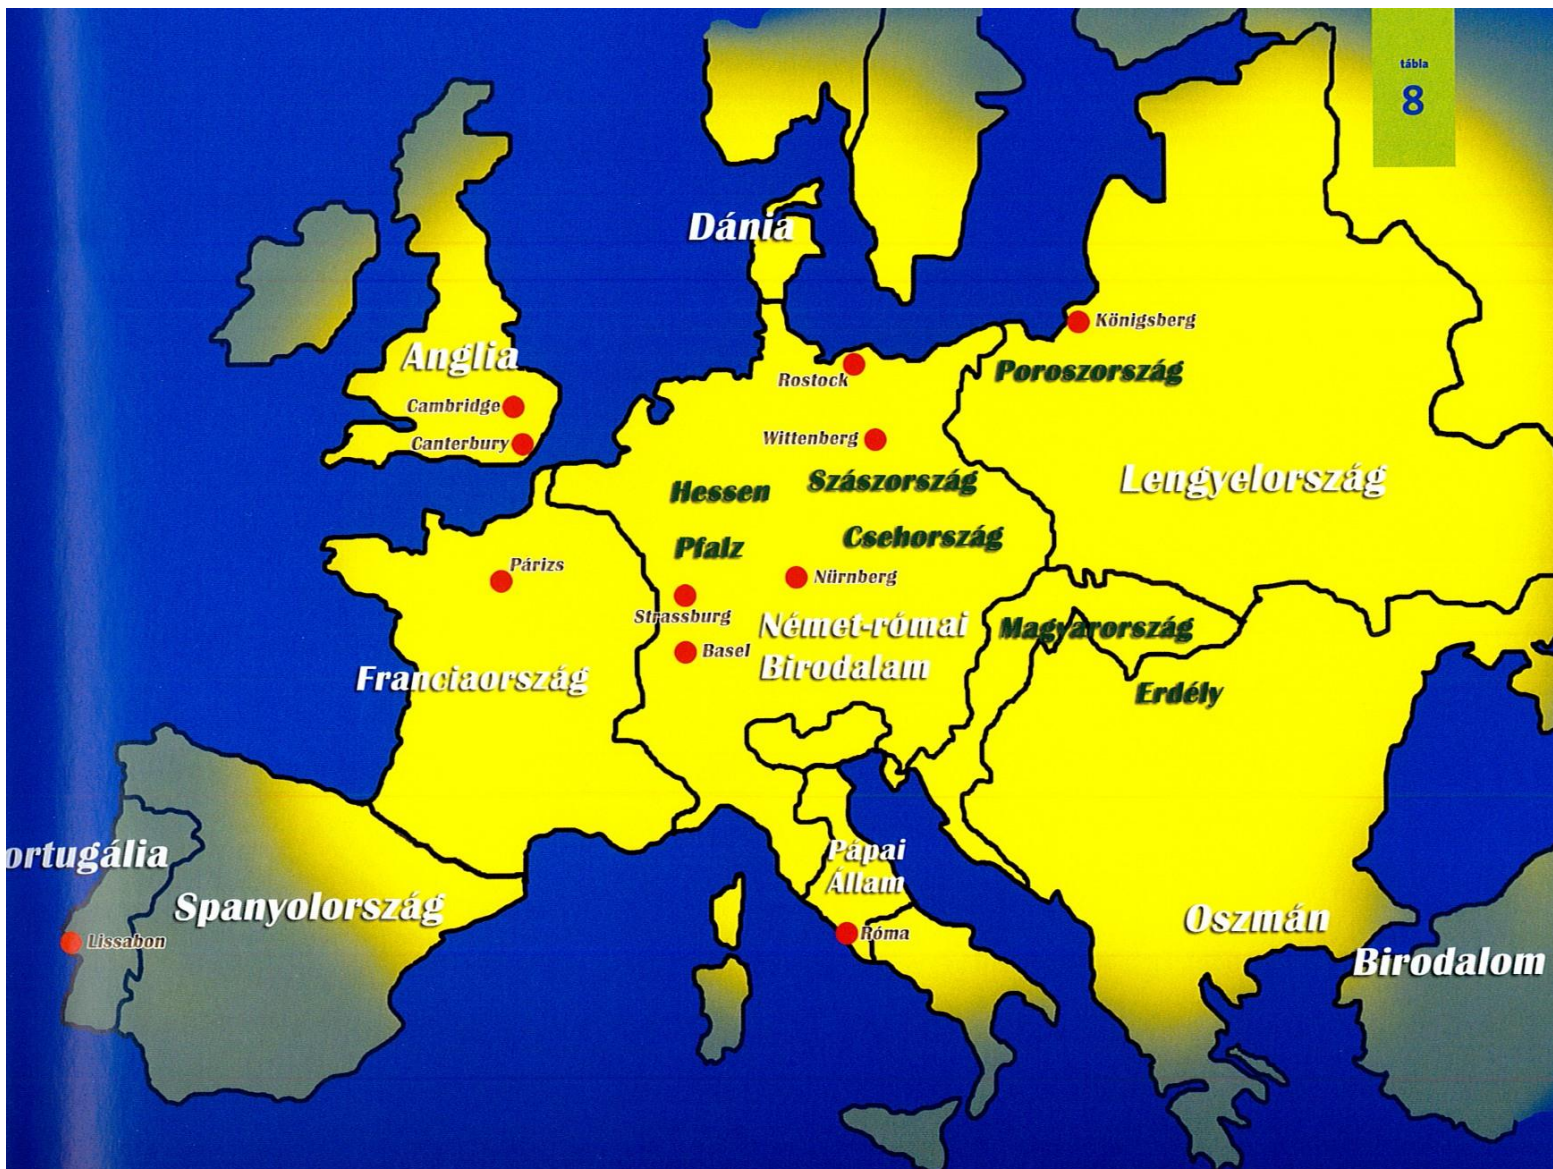 tábla
8
Dánia
Königsberg
Anglia
Poroszország
Rostock
Cambridge
Wittenberg
Canterbury
Lengyelország
Szászország
Hessen
Csehország
Pfalz
Párizs
Nürnberg
Strassburg
Német-római
Birodalam
Magyarország
Basel
Franciaország
Erdély
ortugália
Pápai
Állam
Spanyolország
Oszmán
Róma
Lissabon
Birodalom